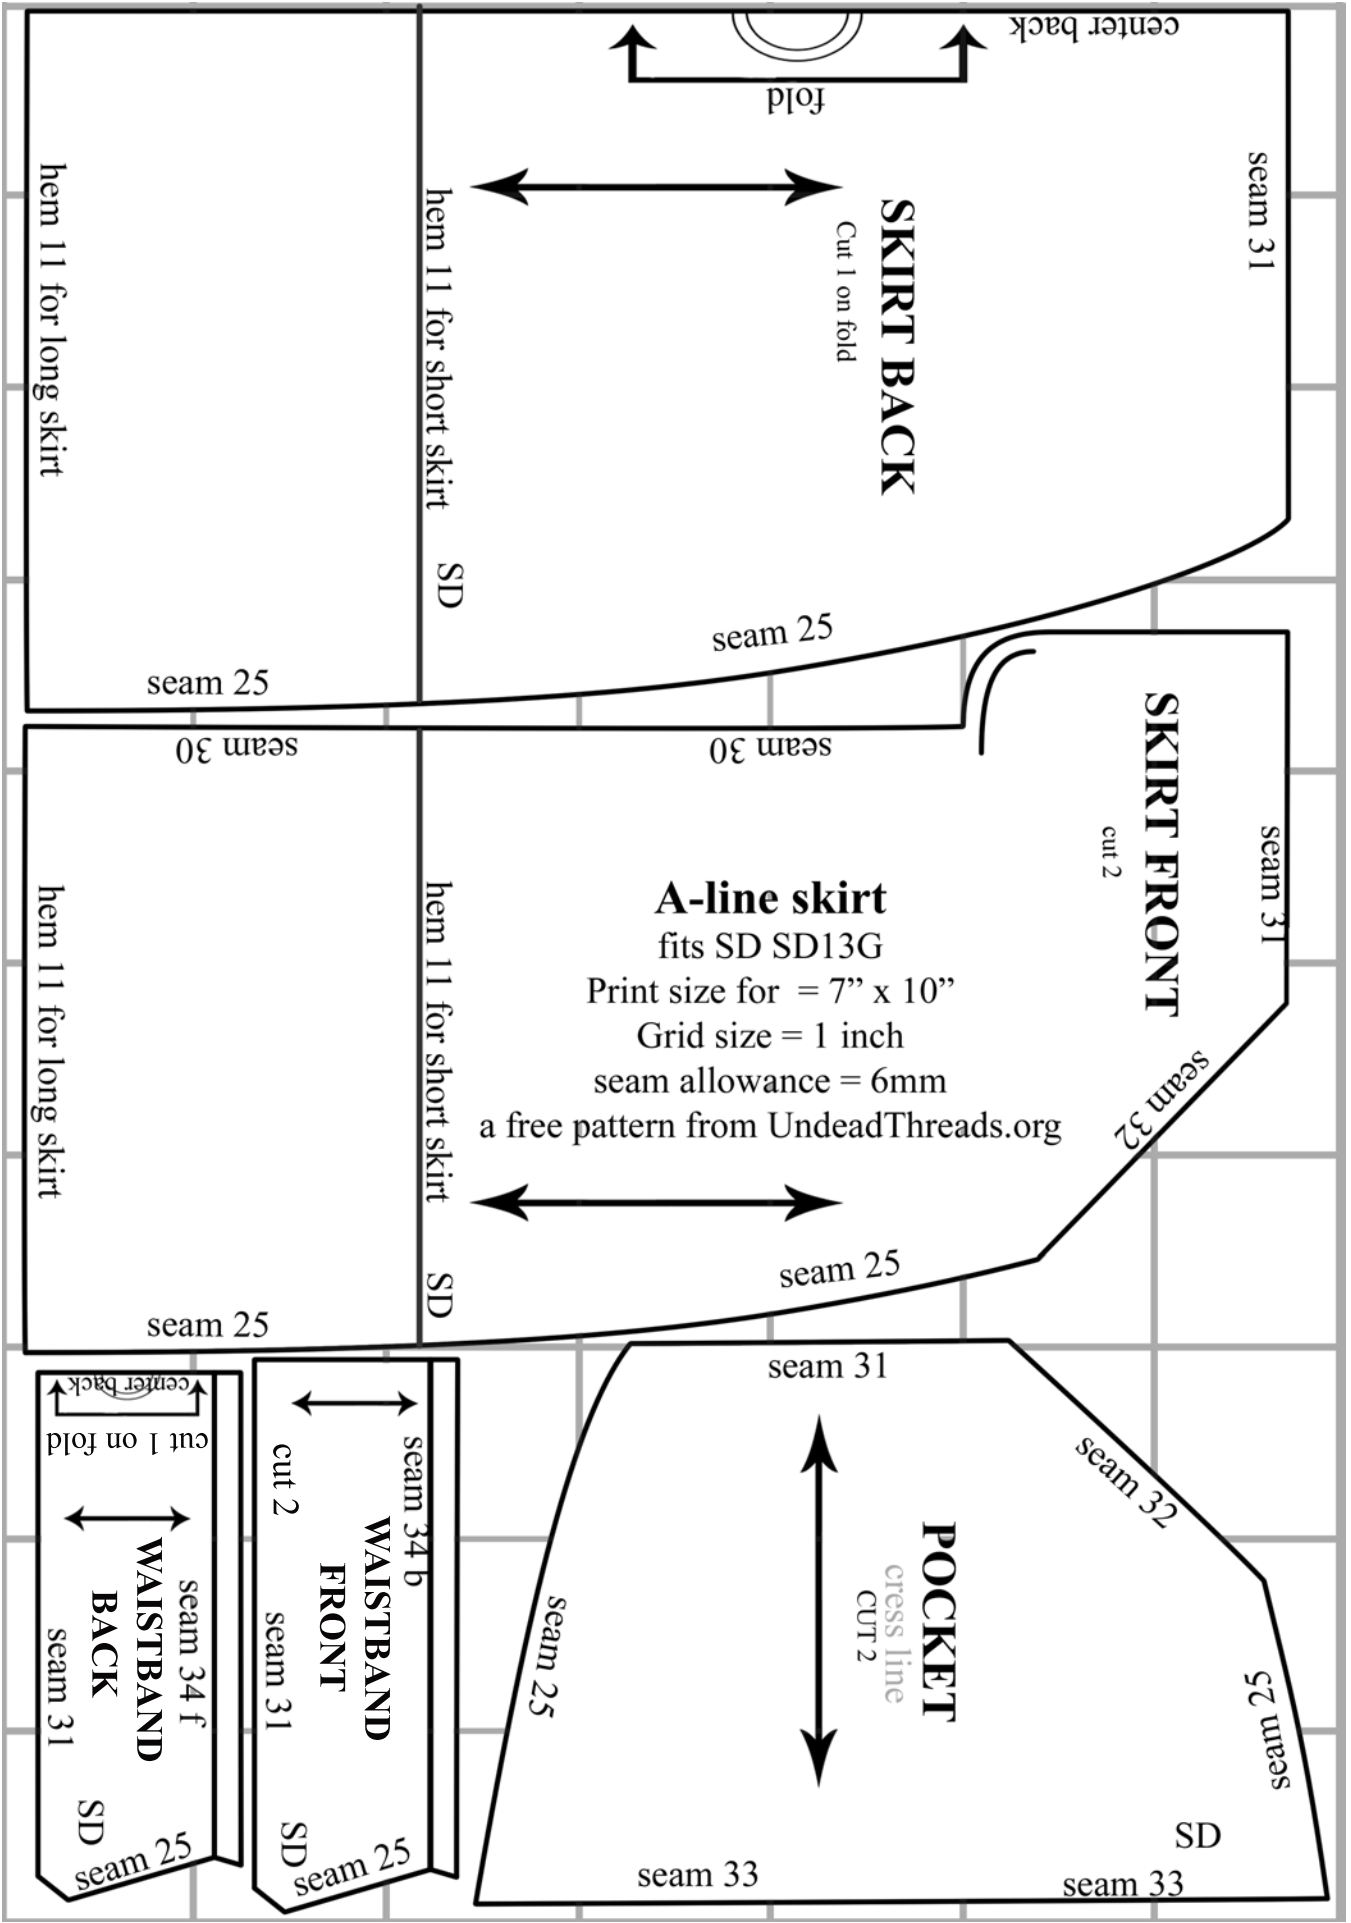 center back
fold
seam 31
SKIRT BACK
Cut 1 on fold
hem 11 for short skirt
SD
hem 11 for long skirt
seam 25
seam 25
seam 30
seam 30
SKIRT FRONT
cut 2
seam 31
seam 32
A-line skirt
fits SD SD13G
Print size for = 7” x 10”
Grid size = 1 inch
seam allowance = 6mm
a free pattern from UndeadThreads.org
hem 11 for short skirt
SD
hem 11 for long skirt
seam 25
seam 25
center back
cut 1 on fold
seam 34 f
WAISTBAND
BACK
seam 31
SD
seam 25
seam 34 b
WAISTBAND
FRONT
cut 2
seam 31
SD
seam 25
seam 31
seam 32
POCKET
cress line
CUT 2
seam 25
seam 25
SD
seam 33
seam 33